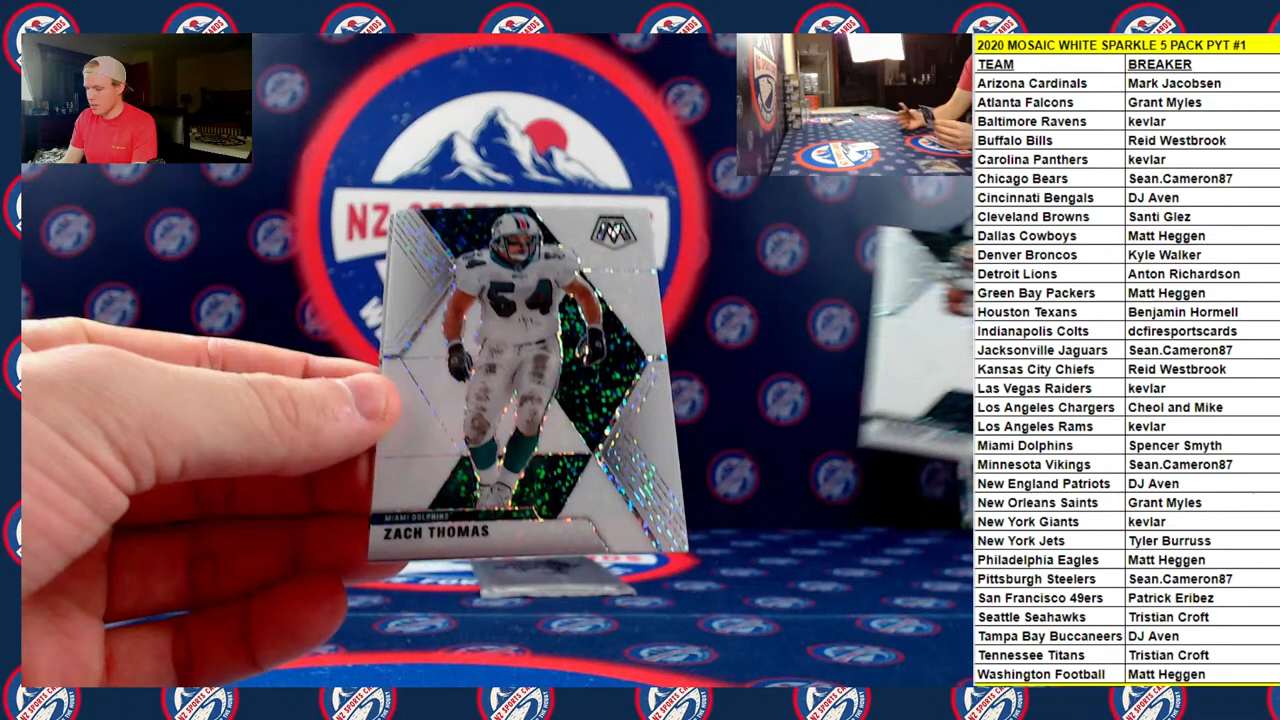 2020 MOSAIC WHITE SPARKLE 5 PACK PYT #1
TEAM BREAKER
Arizona Cardinals Mark Jacobsen
Atlanta Falcons Grant Myles
Baltimore Ravens kevlar
Buffalo Bills Reid Westbrook
Carolina Panthers kevlar
Chicago Bears Sean.Cameron87
Cincinnati Bengals DJ Aven
Cleveland Browns Santi Glez
Dallas Cowboys Matt Heggen
Denver Broncos Kyle Walker
Detroit Lions Anton Richardson
Green Bay Packers Matt Heggen
Houston Texans Benjamin Hormell
Indianapolis Colts dcfiresportscards
Jacksonville Jaguars Sean.Cameron87
Kansas City Chiefs Reid Westbrook
Las Vegas Raiders kevlar
Los Angeles Chargers Cheol and Mike
Los Angeles Rams kevlar
Miami Dolphins Spencer Smyth
Minnesota Vikings Sean.Cameron87
New England Patriots DJ Aven
New Orleans Saints Grant Myles
New York Giants kevlar
New York Jets Tyler Burruss
Philadelphia Eagles Matt Heggen
Pittsburgh Steelers Sean.Cameron87
San Francisco 49ers Patrick Eribez
Seattle Seahawks Tristian Croft
Tampa Bay Buccaneers DJ Aven
Tennessee Titans Tristian Croft
Washington Football Matt Heggen
NZ
54
MIAMI DOLPHINS
ZACH THOMAS